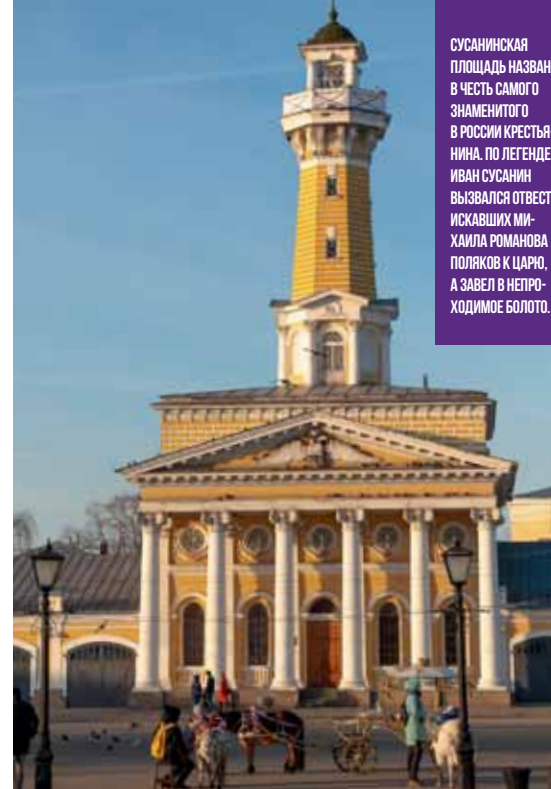 СУСАНИНСКАЯ
ПЛОЩАДЬ НАЗВАН
В ЧЕСТЬ САМОГО
ЗНАМЕНИТОГО
В РОССИИ КРЕСТЬЯ
НИНА. ПО ЛЕГЕНДЕ
ИВАН СУСАНИН
ВЫЗВАЛСЯ ОТВЕСТ
ИСКАВШИХ МИ-
ХАИЛА РОМАНОВА
ПОЛЯКОВ К ЦАРЮ,
А ЗАВЕЛ В НЕПРО-
ХОДИМОЕ БОЛОТО.